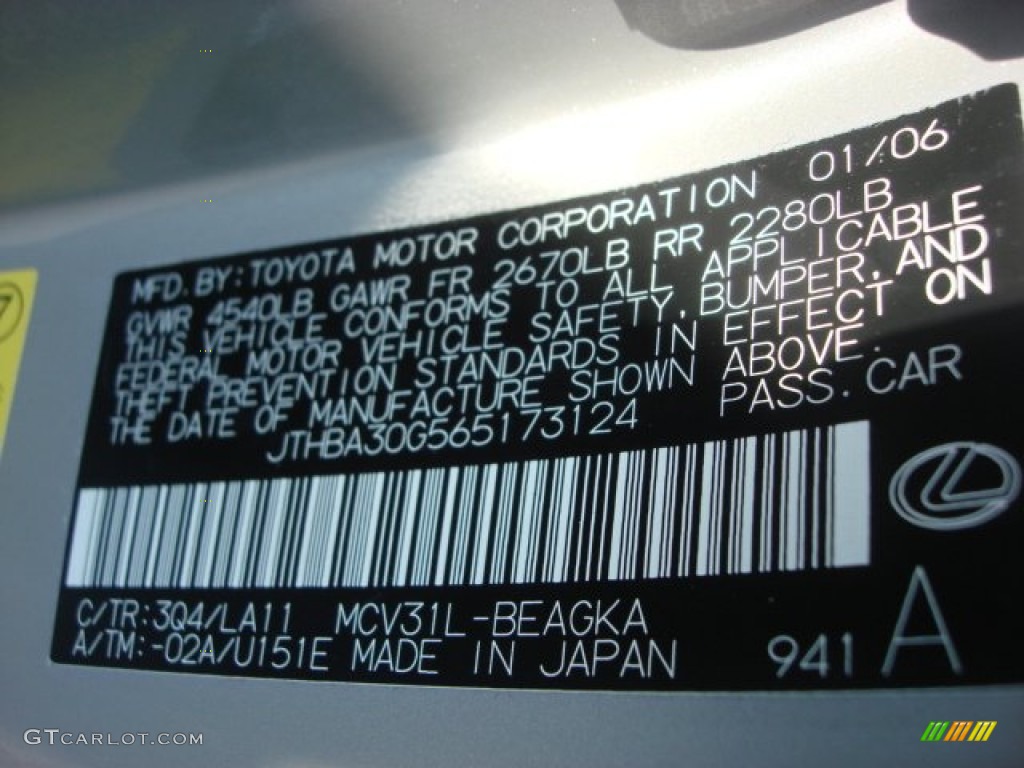 MFD. BY: TOYOTA MOTOR CORPORATION 01/06
GVWR 4540LB GAWR FR 2670LB RR 2280LB
THIS VEHICLE CONFORMS TO ALL APPLICABLE
FEDERAL MOTOR VEHICLE SAFETY, BUMPER, AND
THEFT PREVENTION STANDARDS IN EFFECT ON
THE DATE OF MANUFACTURE SHOWN ABOVE.
JTHBA30G565173124 PASS. CAR
C/TR: 3Q4/LA11 MCV31L-BEAGKA
A/TM: -02A/U151E MADE IN JAPAN 941 A
GTCARLOT.COM